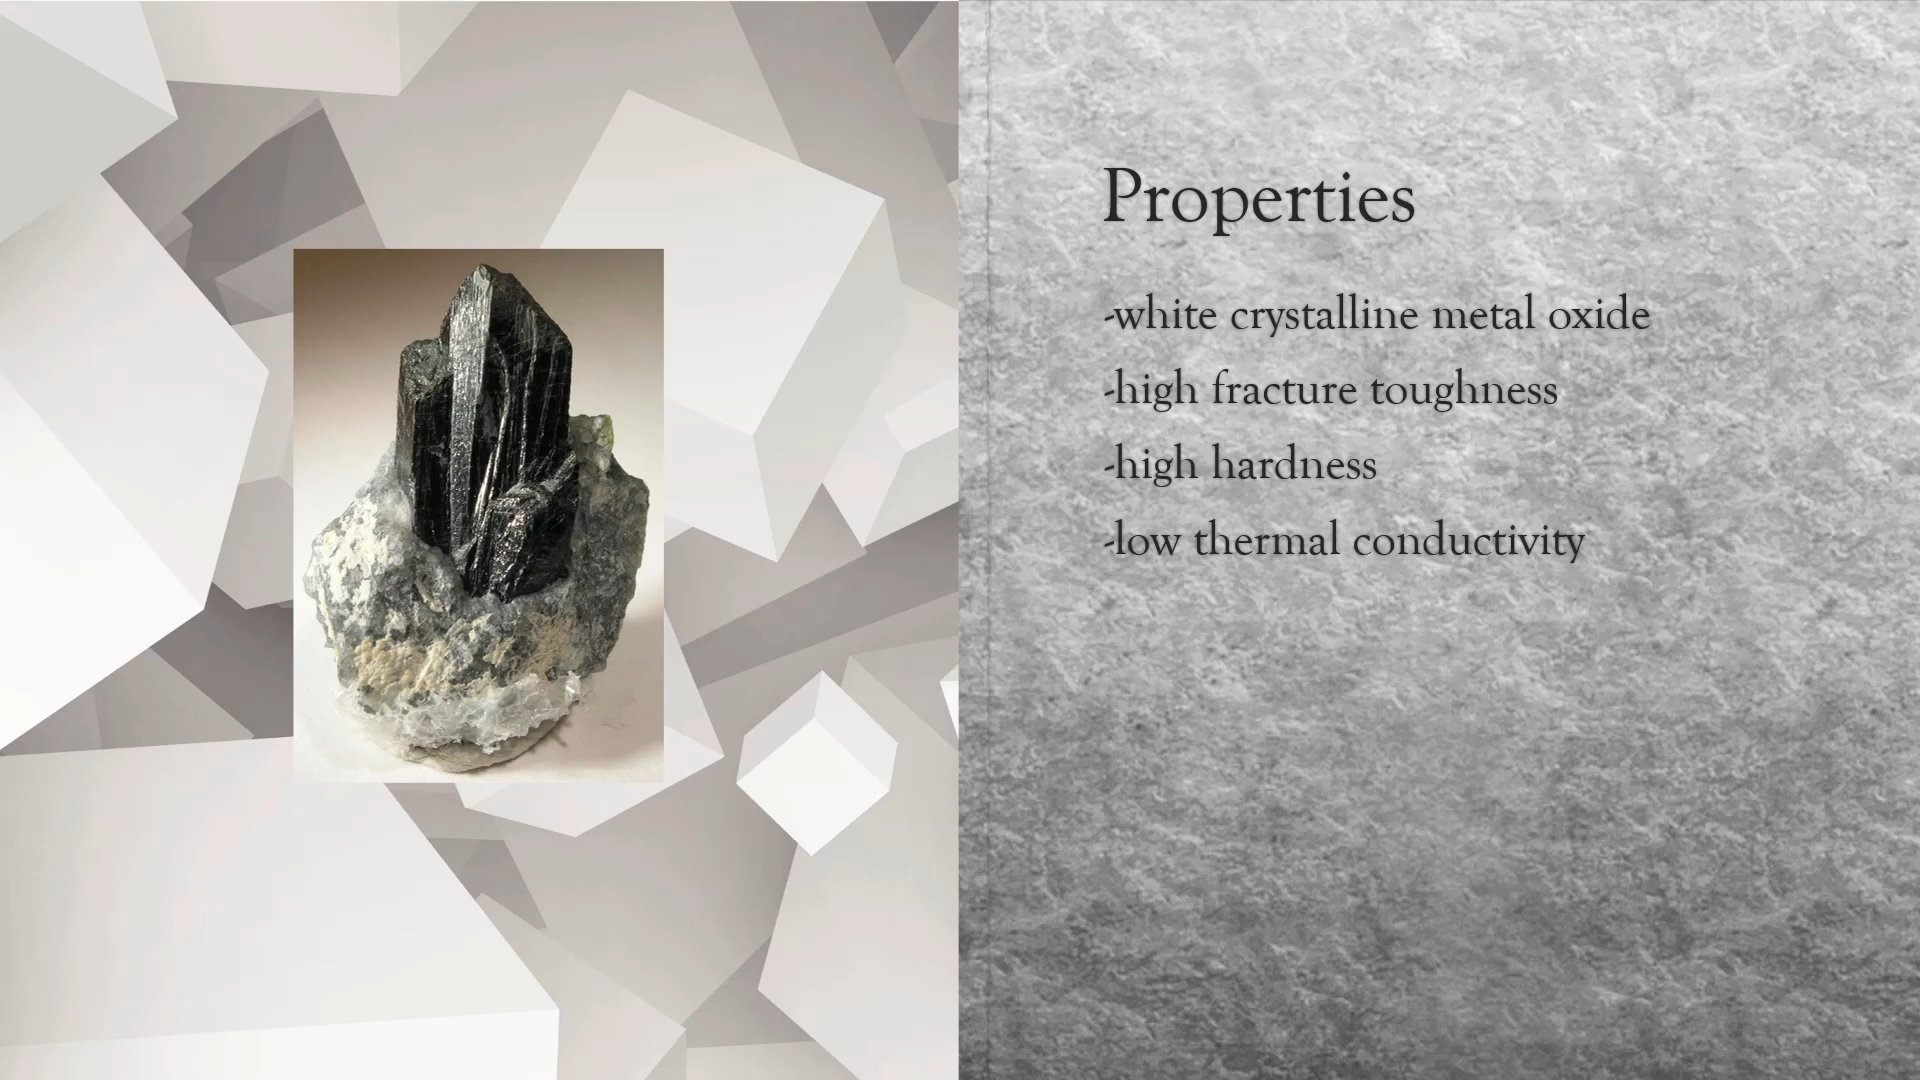 Properties
-white crystalline metal oxide
-high fracture toughness
-high hardness
-low thermal conductivity